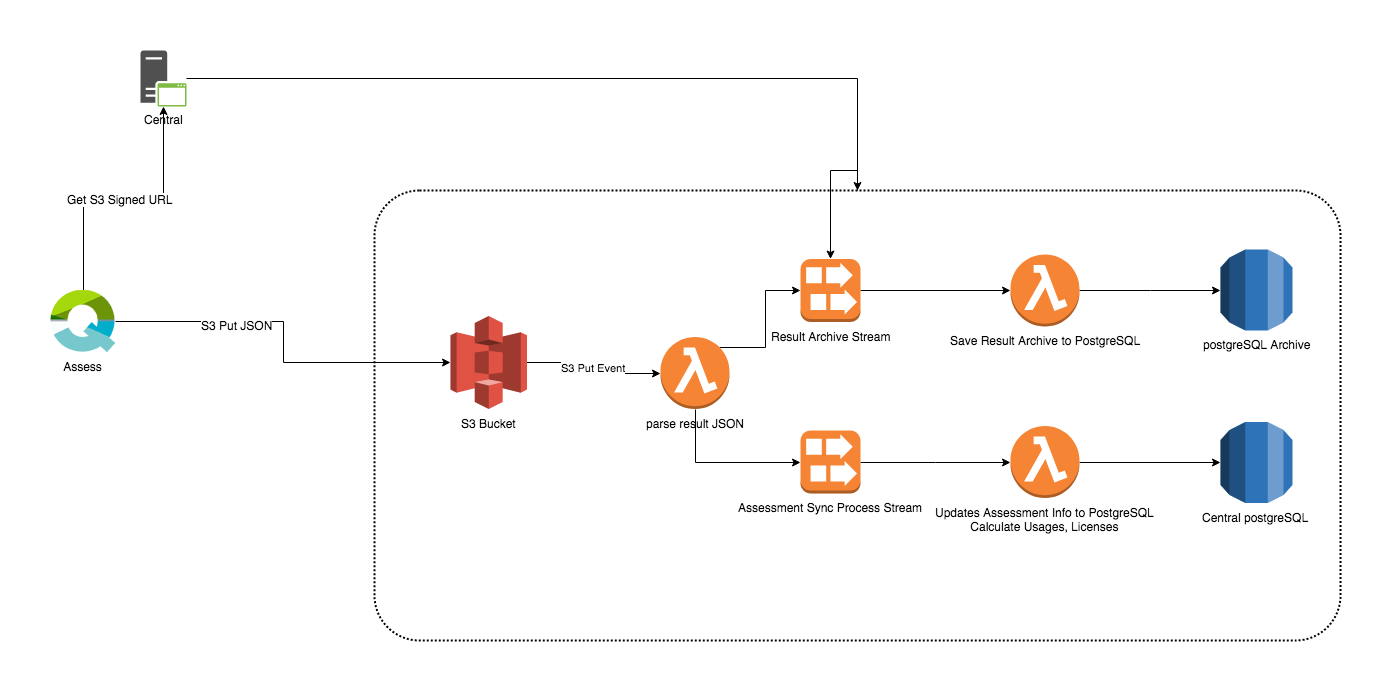 Central
Get S3 Signed URL
Assess
S3 Put JSON
S3 Bucket
S3 Put Event
parse result JSON
Result Archive Stream
Save Result Archive to PostgreSQL
postgreSQL Archive
Assessment Sync Process Stream
Updates Assessment Info to PostgreSQL
Calculate Usages, Licenses
Central postgreSQL